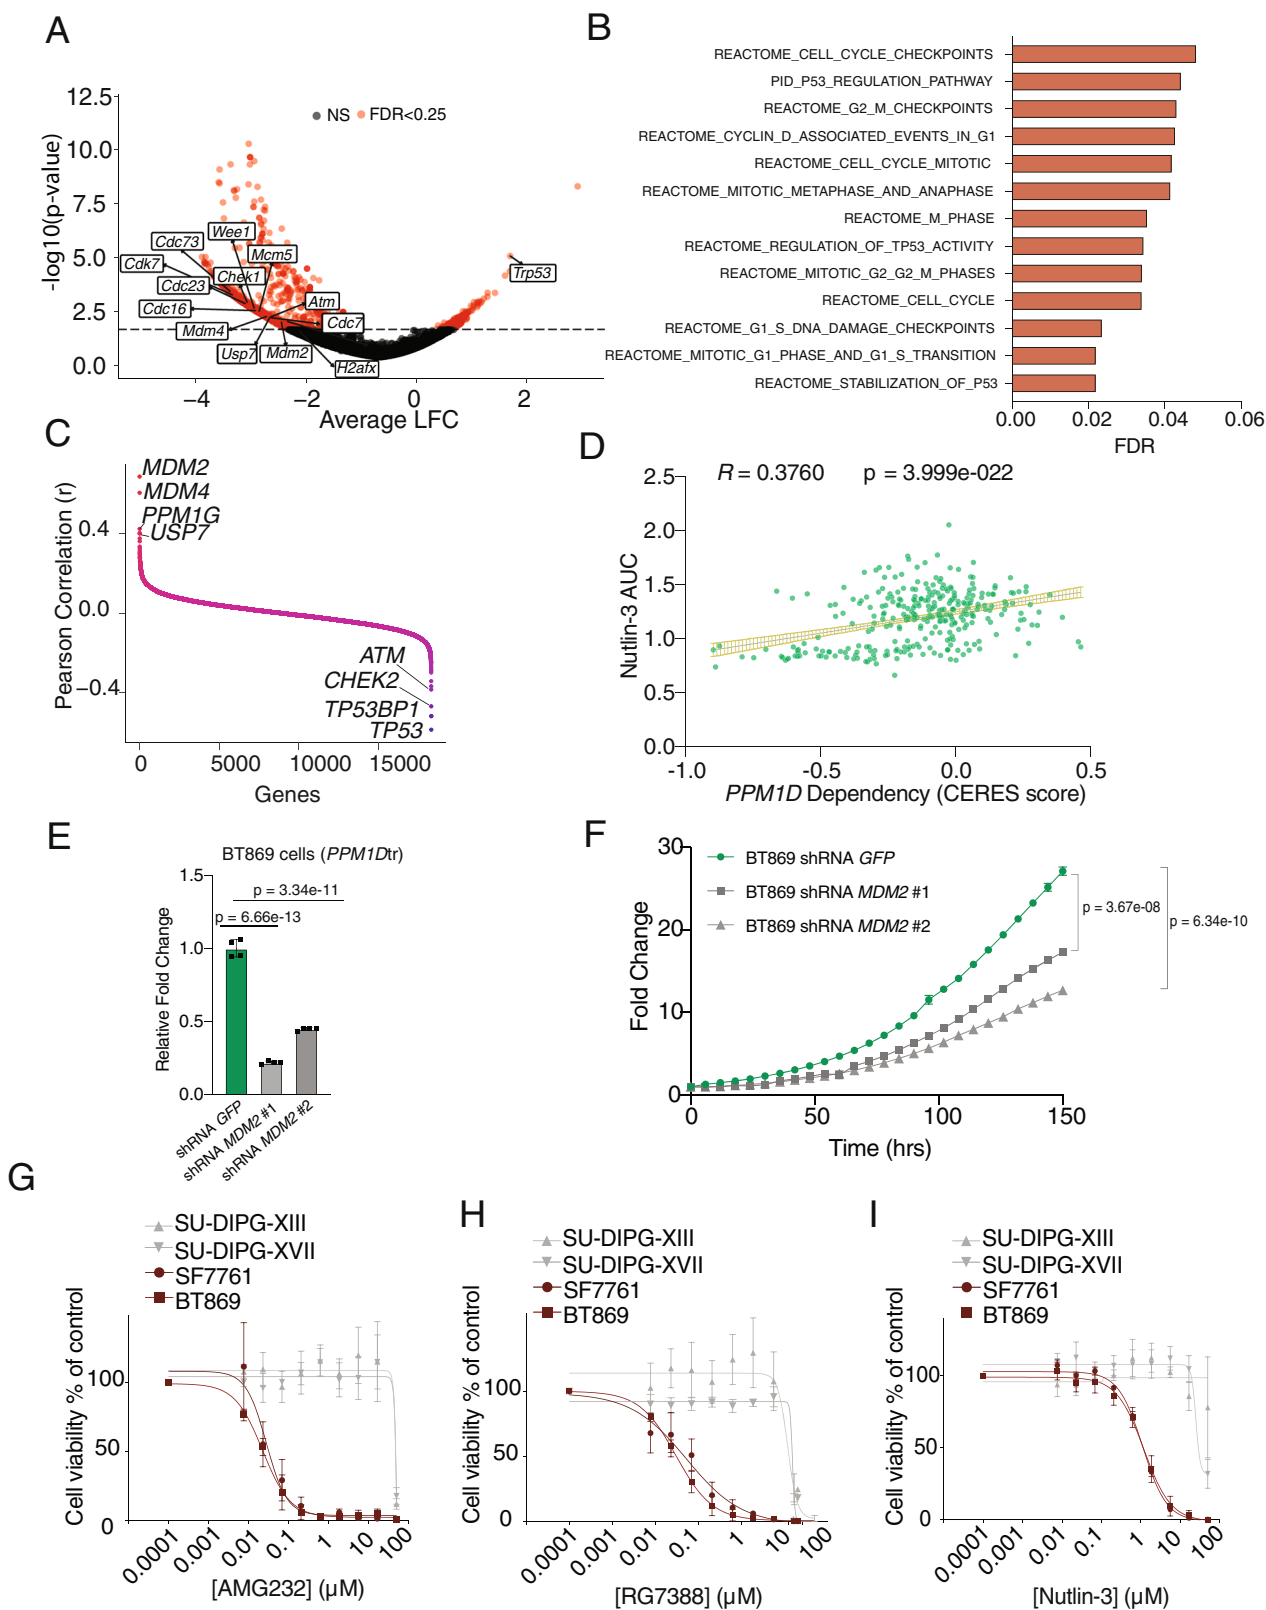 A
12.5
10.0
7.5
5.0
2.5
0.0
-log10(p-value)
NS
FDR<0.25
Wee1
Cdc73
Mcm5
Cdk7
Chek1
Cdc23
Trp53
Atm
Cdc16
Mdm4
Cdc7
Usp7
Mdm2
H2afx
−4
−2
0
2
Average LFC
B
REACTOME_CELL_CYCLE_CHECKPOINTS
PID_P53_REGULATION_PATHWAY
REACTOME_G2_M_CHECKPOINTS
REACTOME_CYCLIN_D_ASSOCIATED_EVENTS_IN_G1
REACTOME_CELL_CYCLE_MITOTIC
REACTOME_MITOTIC_METAPHASE_AND_ANAPHASE
REACTOME_M_PHASE
REACTOME_REGULATION_OF_TP53_ACTIVITY
REACTOME_MITOTIC_G2_G2_M_PHASES
REACTOME_CELL_CYCLE
REACTOME_G1_S_DNA_DAMAGE_CHECKPOINTS
REACTOME_MITOTIC_G1_PHASE_AND_G1_S_TRANSITION
REACTOME_STABILIZATION_OF_P53
0.00
0.02
0.04
0.06
FDR
C
Pearson Correlation (r)
0.4
0.0
−0.4
MDM2
MDM4
PPM1G
USP7
ATM
CHEK2
TP53BP1
TP53
0
5000
10000
15000
Genes
D
R = 0.3760 p = 3.999e-022
Nutlin-3 AUC
2.5
2.0
1.5
1.0
0.5
0.0
-1.0
-0.5
0.0
0.5
PPM1D Dependency (CERES score)
E
BT869 cells (PPM1Dtr)
1.5
1.0
0.5
0.0
Relative Fold Change
p = 3.34e-11
p = 6.66e-13
shRNA GFP
shRNA MDM2 #1
shRNA MDM2 #2
F
30
20
10
0
Fold Change
BT869 shRNA GFP
BT869 shRNA MDM2 #1
BT869 shRNA MDM2 #2
p = 3.67e-08
p = 6.34e-10
0
50
100
150
Time (hrs)
G
SU-DIPG-XIII
SU-DIPG-XVII
SF7761
BT869
Cell viability % of control
100
50
0
0.0001
0.001
0.01
0.1
1
10
100
[AMG232] (µM)
H
SU-DIPG-XIII
SU-DIPG-XVII
SF7761
BT869
Cell viability % of control
100
50
0
0.0001
0.001
0.01
0.1
1
10
100
[RG7388] (µM)
I
SU-DIPG-XIII
SU-DIPG-XVII
SF7761
BT869
Cell viability % of control
100
50
0
0.0001
0.001
0.01
0.1
1
10
100
[Nutlin-3] (µM)